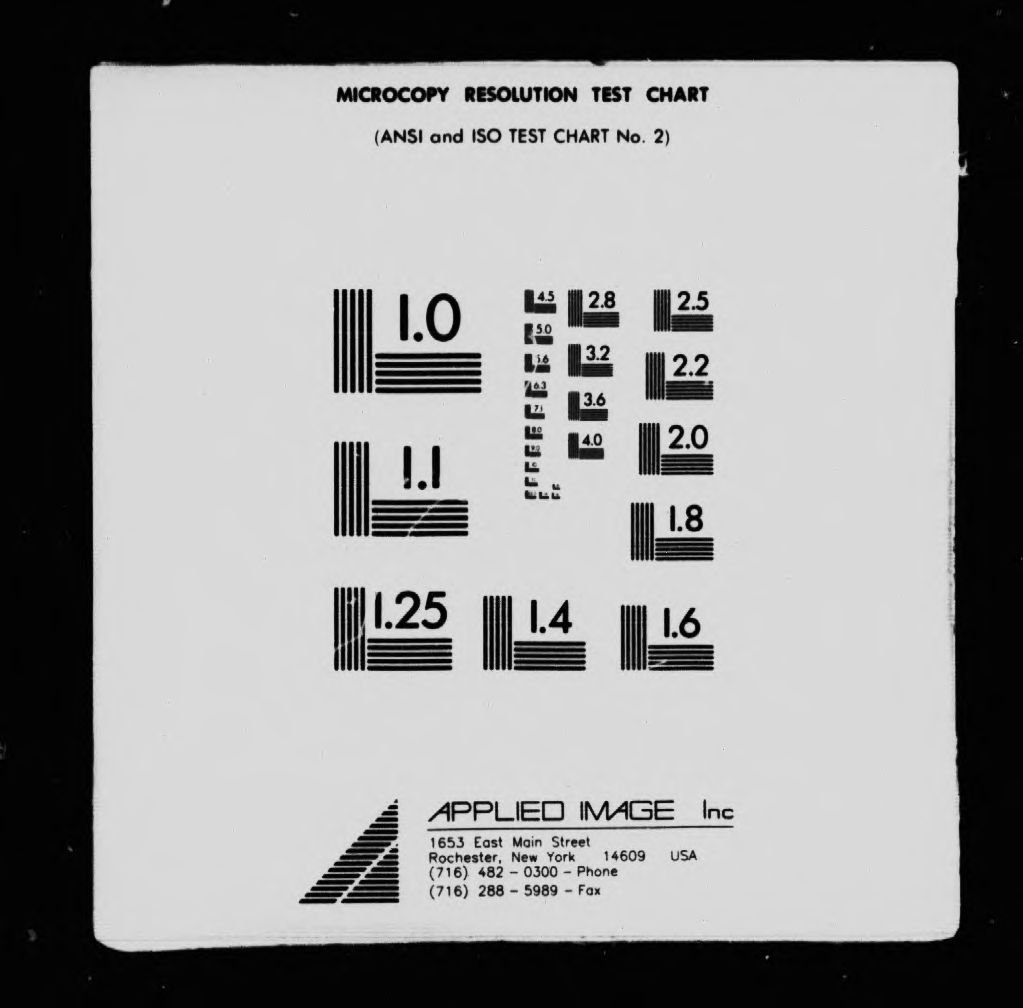 MICROCOPY RESOLUTION TEST CHART
(ANSI and ISO TEST CHART No. 2)
1.0
1.1
1.25
1.4
1.6
1.8
2.0
2.2
2.5
2.8
3.2
3.6
4.0
4.5
5.0
5.6
6.3
7.1
8.0
9.0
APPLIED IMAGE Inc
1653 East Main Street
Rochester, New York 14609 USA
(716) 482 - 0300 - Phone
(716) 288 - 5989 - Fax